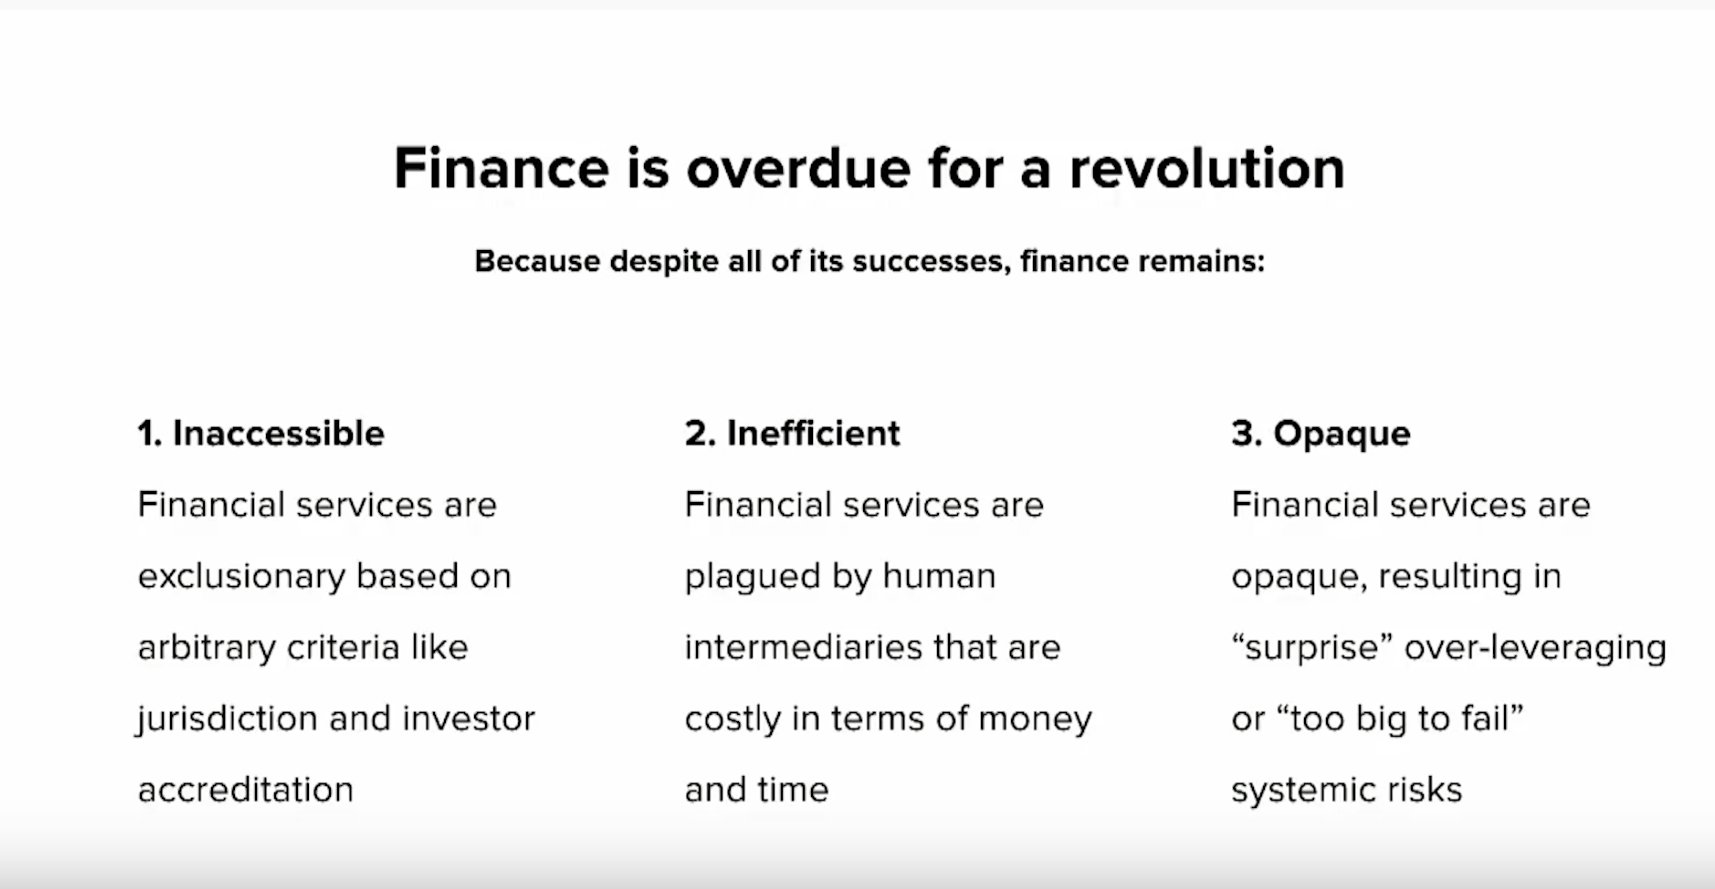 Finance is overdue for a revolution
Because despite all of its successes, finance remains:
1. Inaccessible
Financial services are
exclusionary based on
arbitrary criteria like
jurisdiction and investor
accreditation
2. Inefficient
Financial services are
plagued by human
intermediaries that are
costly in terms of money
and time
3. Opaque
Financial services are
opaque, resulting in
“surprise” over-leveraging
or “too big to fail”
systemic risks